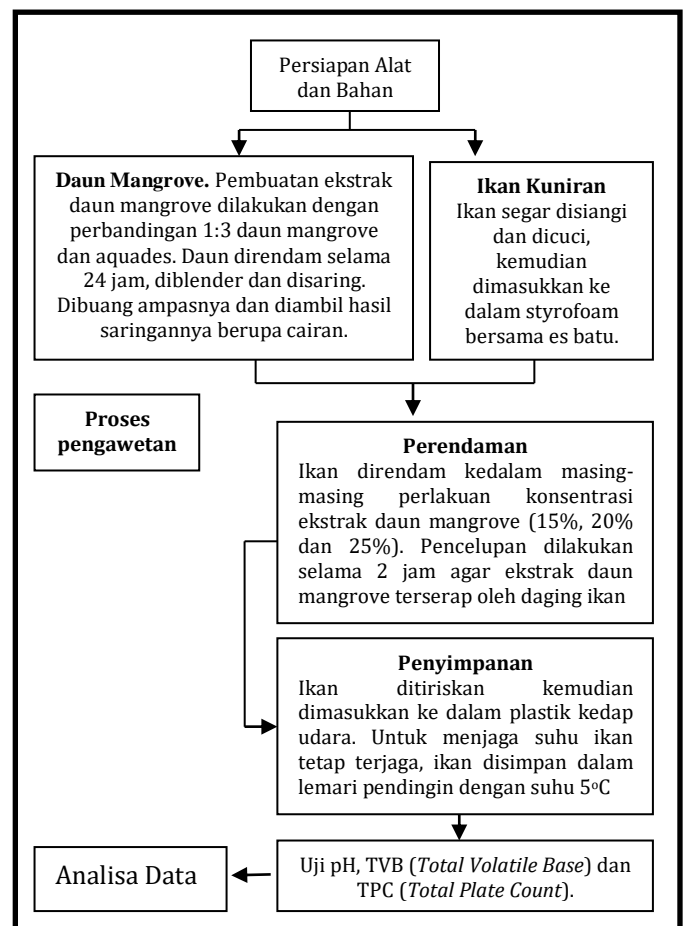 Persiapan Alat
dan Bahan
Daun Mangrove. Pembuatan ekstrak
daun mangrove dilakukan dengan
perbandingan 1:3 daun mangrove
dan aquades. Daun direndam selama
24 jam, diblender dan disaring.
Dibuang ampasnya dan diambil hasil
saringannya berupa cairan.
Ikan Kuniran
Ikan segar disiangi
dan dicuci,
kemudian
dimasukkan ke
dalam styrofoam
bersama es batu.
Proses
pengawetan
Perendaman
Ikan direndam kedalam masing-
masing perlakuan konsentrasi
ekstrak daun mangrove (15%, 20%
dan 25%). Pencelupan dilakukan
selama 2 jam agar ekstrak daun
mangrove terserap oleh daging ikan
Penyimpanan
Ikan ditiriskan kemudian
dimasukkan ke dalam plastik kedap
udara. Untuk menjaga suhu ikan
tetap terjaga, ikan disimpan dalam
lemari pendingin dengan suhu 5ºC
Uji pH, TVB (Total Volatile Base) dan
TPC (Total Plate Count).
Analisa Data